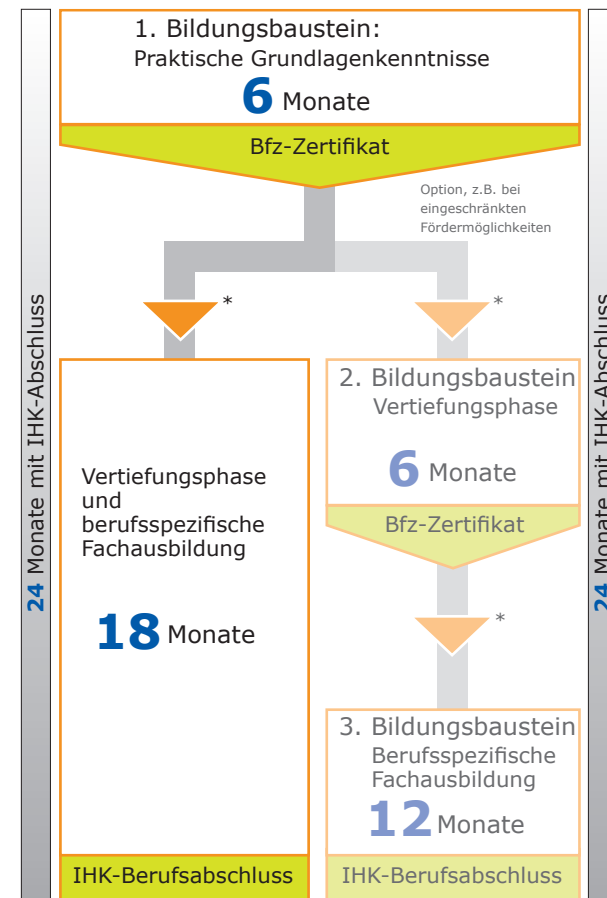 1. Bildungsbaustein:
Praktische Grundlagenkenntnisse
6 Monate
Bfz-Zertifikat
Option, z.B. bei
eingeschränkten
Fördermöglichkeiten
*
*
24 Monate mit IHK-Abschluss
Vertiefungsphase
und
berufsspezifische
Fachausbildung
18 Monate
IHK-Berufsabschluss
2. Bildungsbaustein
Vertiefungsphase
6 Monate
Bfz-Zertifikat
*
3. Bildungsbaustein
Berufsspezifische
Fachausbildung
12 Monate
IHK-Berufsabschluss
24 Monate mit IHK-Abschluss